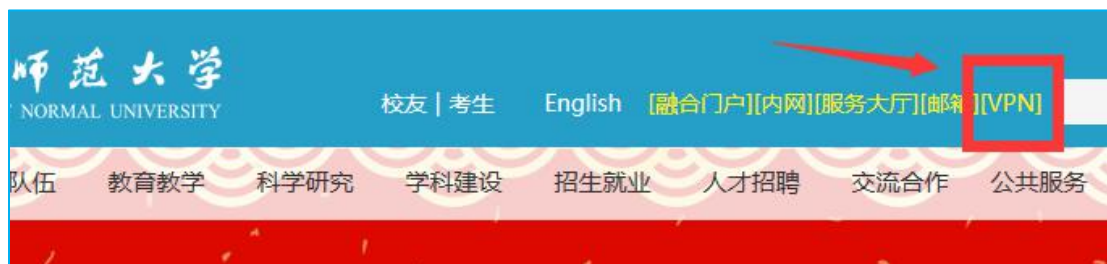 师范大学
NORMAL UNIVERSITY
校友 | 考生 English [融合门户][内网][服务大厅][邮箱][VPN]
队伍 教育教学 科学研究 学科建设 招生就业 人才招聘 交流合作 公共服务